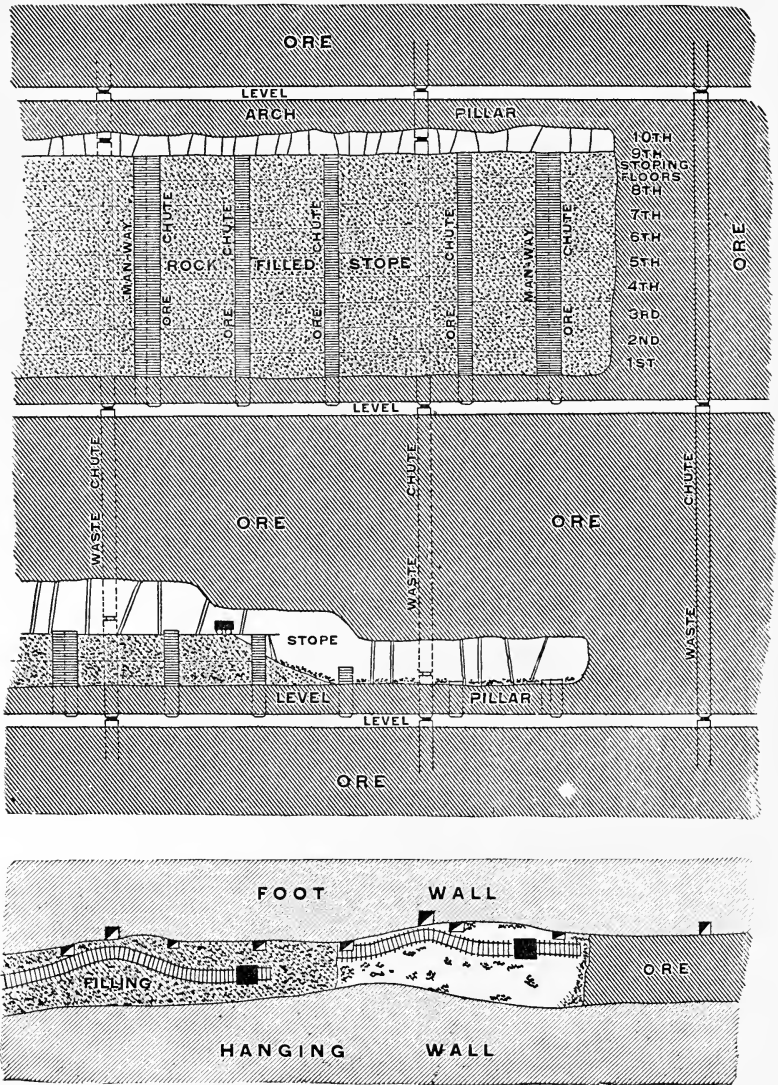 ORE
LEVEL
ARCH PILLAR
10TH
9TH
STOPING
FLOORS
8TH
7TH
6TH
5TH
4TH
3RD
2ND
1ST
MAN-WAY
ORE CHUTE
ORE CHUTE
ORE CHUTE
ORE CHUTE
MAN-WAY
ORE CHUTE
ROCK FILLED STOPE
ORE
LEVEL
WASTE CHUTE
WASTE CHUTE
WASTE CHUTE
ORE ORE
STOPE
LEVEL PILLAR
LEVEL
ORE
FOOT WALL
FILLING
ORE
HANGING WALL